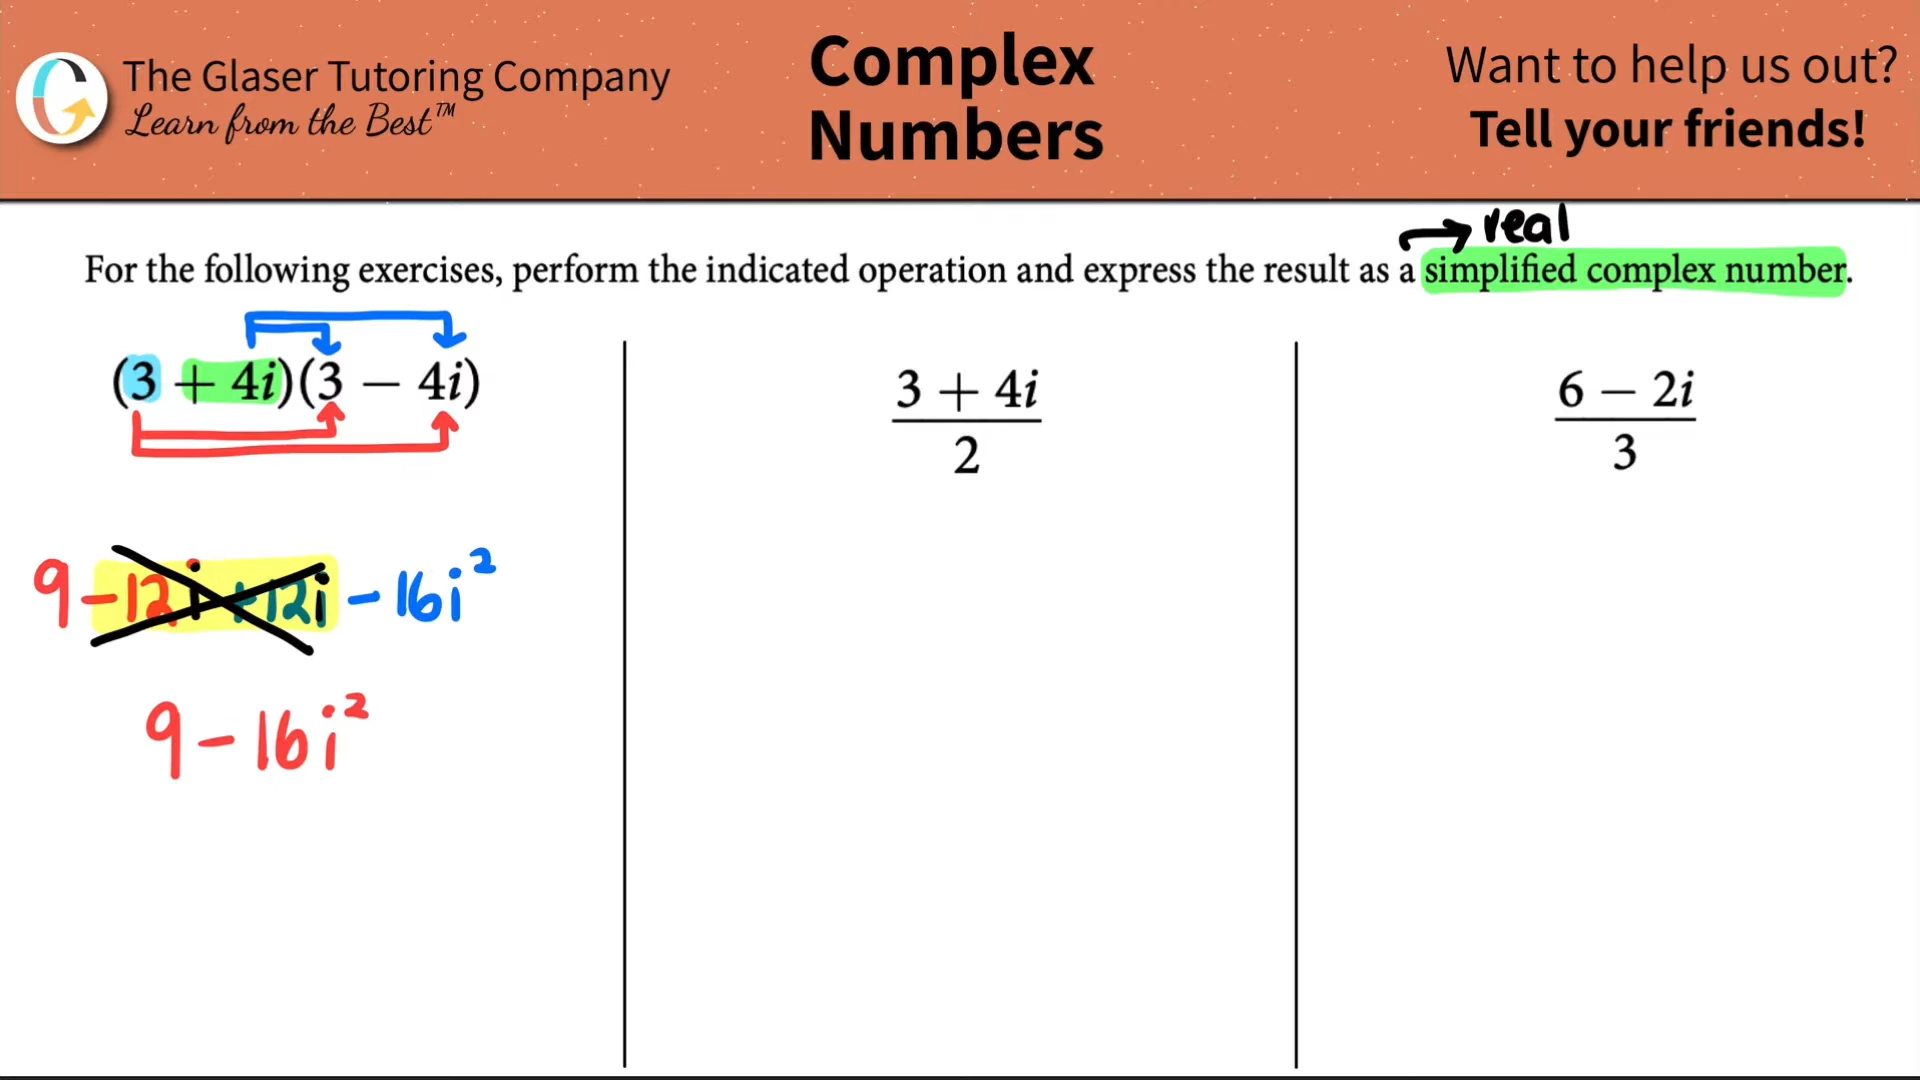 The Glaser Tutoring Company
Learn from the Best™
Complex
Numbers
Want to help us out?
Tell your friends!
real
For the following exercises, perform the indicated operation and express the result as a simplified complex number.
(3 + 4i)(3 − 4i)
9 − 12i + 12i − 16i²
9 − 16i²
3 + 4i
2
6 − 2i
3